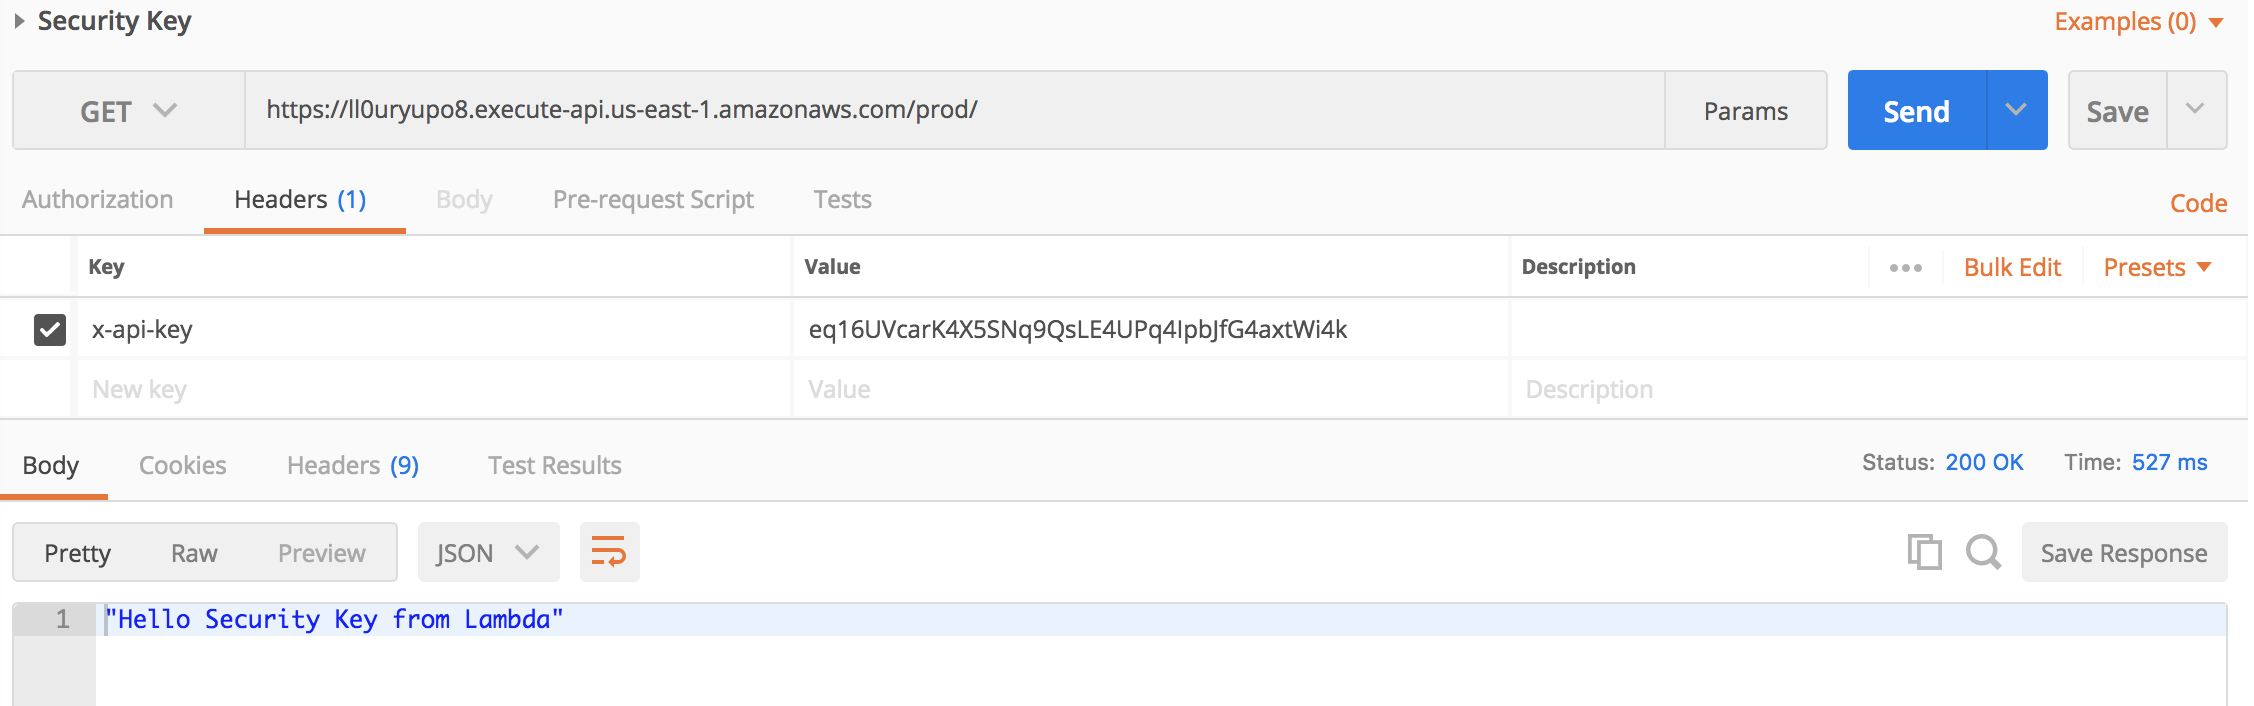 Security Key Examples (0)
GET https://ll0uryupo8.execute-api.us-east-1.amazonaws.com/prod/ Params Send Save
Authorization Headers (1) Body Pre-request Script Tests Code
Key Value Description Bulk Edit Presets
x-api-key eq16UVcarK4X5SNq9QsLE4UPq4IpbJfG4axtWi4k
New key Value Description
Body Cookies Headers (9) Test Results Status: 200 OK Time: 527 ms
Pretty Raw Preview JSON Save Response
1 "Hello Security Key from Lambda"